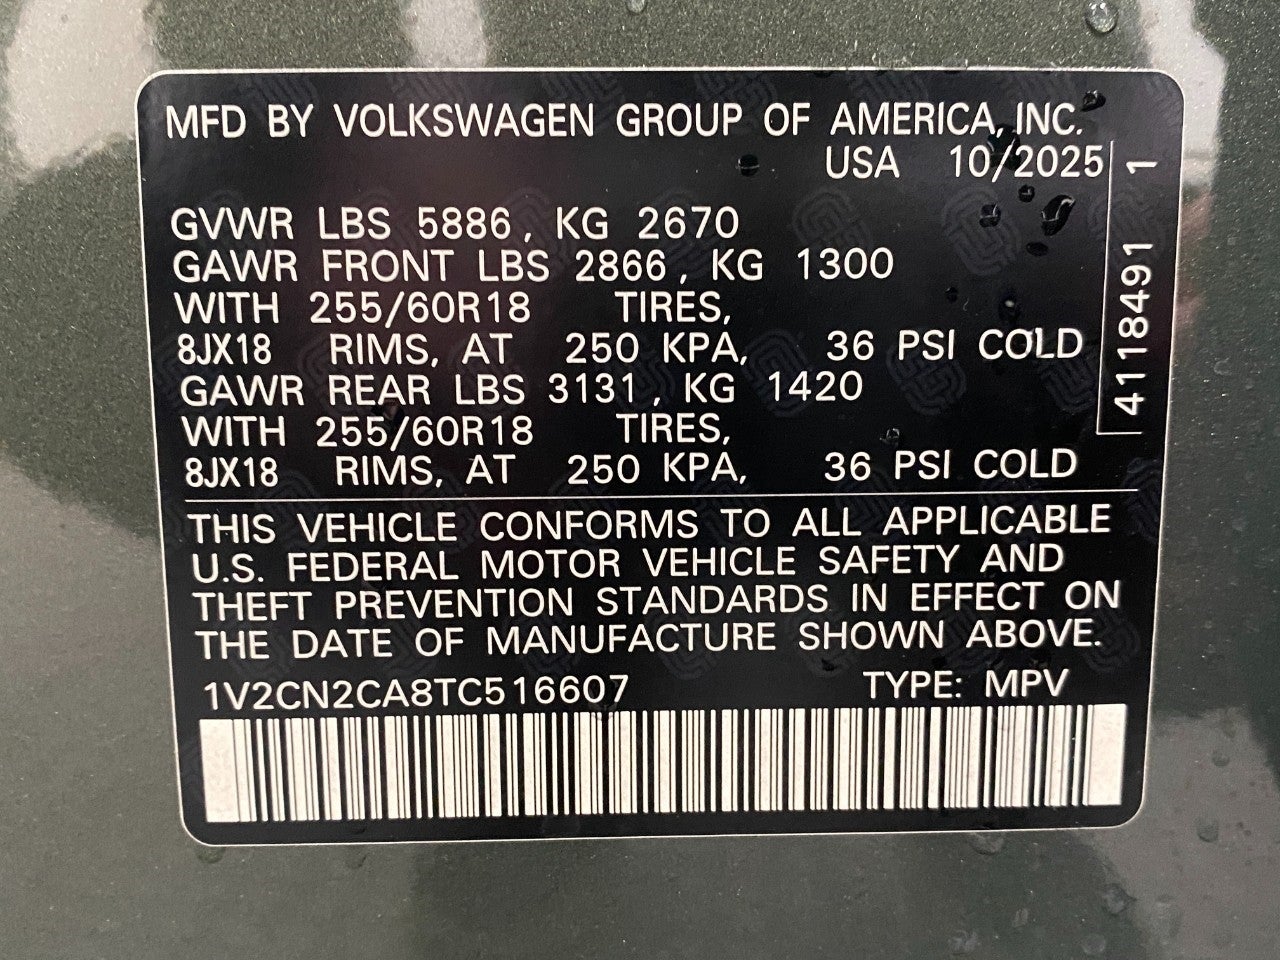 MFD BY VOLKSWAGEN GROUP OF AMERICA, INC.
USA 10/2025
GVWR LBS 5886, KG 2670
GAWR FRONT LBS 2866, KG 1300
WITH 255/60R18 TIRES,
8JX18 RIMS, AT 250 KPA, 36 PSI COLD
GAWR REAR LBS 3131, KG 1420
WITH 255/60R18 TIRES,
8JX18 RIMS, AT 250 KPA, 36 PSI COLD
4118491 1
THIS VEHICLE CONFORMS TO ALL APPLICABLE
U.S. FEDERAL MOTOR VEHICLE SAFETY AND
THEFT PREVENTION STANDARDS IN EFFECT ON
THE DATE OF MANUFACTURE SHOWN ABOVE.
1V2CN2CA8TC516607 TYPE: MPV